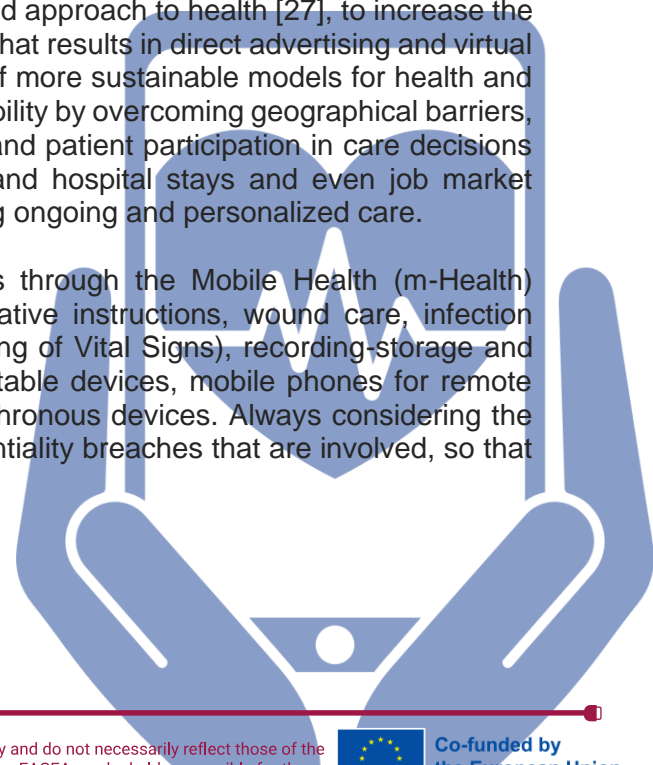 d approach to health [27], to increase the
hat results in direct advertising and virtual
f more sustainable models for health and
bility by overcoming geographical barriers,
and patient participation in care decisions
and hospital stays and even job market
g ongoing and personalized care.
s through the Mobile Health (m-Health)
ative instructions, wound care, infection
ng of Vital Signs), recording-storage and
table devices, mobile phones for remote
hronous devices. Always considering the
ntiality breaches that are involved, so that
y and do not necessarily reflect those of the
Co-funded by
the European Union